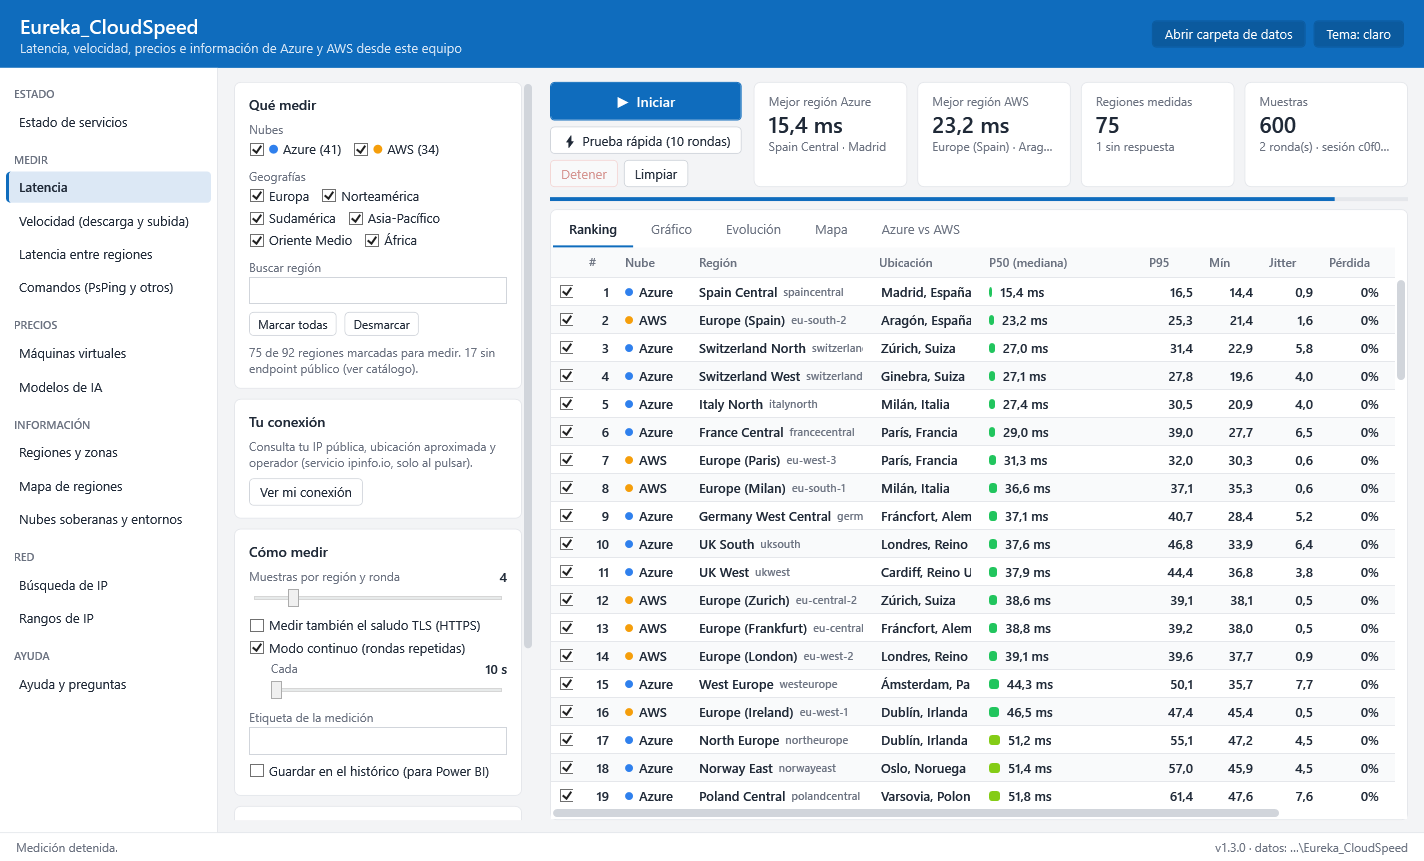 Eureka_CloudSpeed
Latencia, velocidad, precios e información de Azure y AWS desde este equipo
Abrir carpeta de datos
Tema: claro
ESTADO
Estado de servicios
MEDIR
Latencia
Velocidad (descarga y subida)
Latencia entre regiones
Comandos (PsPing y otros)
PRECIOS
Máquinas virtuales
Modelos de IA
INFORMACIÓN
Regiones y zonas
Mapa de regiones
Nubes soberanas y entornos
RED
Búsqueda de IP
Rangos de IP
AYUDA
Ayuda y preguntas
Qué medir
Nubes
Azure (41) AWS (34)
Geografías
Europa Norteamérica
Sudamérica Asia-Pacífico
Oriente Medio África
Buscar región
Marcar todas Desmarcar
75 de 92 regiones marcadas para medir. 17 sin
endpoint público (ver catálogo).
Tu conexión
Consulta tu IP pública, ubicación aproximada y
operador (servicio ipinfo.io, solo al pulsar).
Ver mi conexión
Cómo medir
Muestras por región y ronda 4
Medir también el saludo TLS (HTTPS)
Modo continuo (rondas repetidas)
Cada 10 s
Etiqueta de la medición
Guardar en el histórico (para Power BI)
Iniciar
Prueba rápida (10 rondas)
Detener Limpiar
Mejor región Azure
15,4 ms
Spain Central · Madrid
Mejor región AWS
23,2 ms
Europe (Spain) · Arag...
Regiones medidas
75
1 sin respuesta
Muestras
600
2 ronda(s) · sesión c0f0...
Ranking Gráfico Evolución Mapa Azure vs AWS
# Nube Región Ubicación P50 (mediana) P95 Mín Jitter Pérdida
1 Azure Spain Central spaincentral Madrid, España 15,4 ms 16,5 14,4 0,9 0%
2 AWS Europe (Spain) eu-south-2 Aragón, España 23,2 ms 25,3 21,4 1,6 0%
3 Azure Switzerland North switzerlan Zúrich, Suiza 27,0 ms 31,4 22,9 5,8 0%
4 Azure Switzerland West switzerland Ginebra, Suiza 27,1 ms 27,8 19,6 4,0 0%
5 Azure Italy North italynorth Milán, Italia 27,4 ms 30,5 20,9 4,0 0%
6 Azure France Central francecentral París, Francia 29,0 ms 39,0 27,7 6,5 0%
7 AWS Europe (Paris) eu-west-3 París, Francia 31,3 ms 32,0 30,3 0,6 0%
8 AWS Europe (Milan) eu-south-1 Milán, Italia 36,6 ms 37,1 35,3 0,6 0%
9 Azure Germany West Central germ Fráncfort, Alem 37,1 ms 40,7 28,4 5,2 0%
10 Azure UK South uksouth Londres, Reino 37,6 ms 46,8 33,9 6,4 0%
11 Azure UK West ukwest Cardiff, Reino U 37,9 ms 44,4 36,8 3,8 0%
12 AWS Europe (Zurich) eu-central-2 Zúrich, Suiza 38,6 ms 39,1 38,1 0,5 0%
13 AWS Europe (Frankfurt) eu-central Fráncfort, Alem 38,8 ms 39,2 38,0 0,5 0%
14 AWS Europe (London) eu-west-2 Londres, Reino 39,1 ms 39,6 37,7 0,9 0%
15 Azure West Europe westeurope Ámsterdam, Pa 44,3 ms 50,1 35,7 7,7 0%
16 AWS Europe (Ireland) eu-west-1 Dublín, Irlanda 46,5 ms 47,4 45,4 0,5 0%
17 Azure North Europe northeurope Dublín, Irlanda 51,2 ms 55,1 47,2 4,5 0%
18 Azure Norway East norwayeast Oslo, Noruega 51,4 ms 57,0 45,9 4,5 0%
19 Azure Poland Central polandcentral Varsovia, Polon 51,8 ms 61,4 47,6 7,6 0%
Medición detenida.
v1.3.0 · datos: ...\Eureka_CloudSpeed